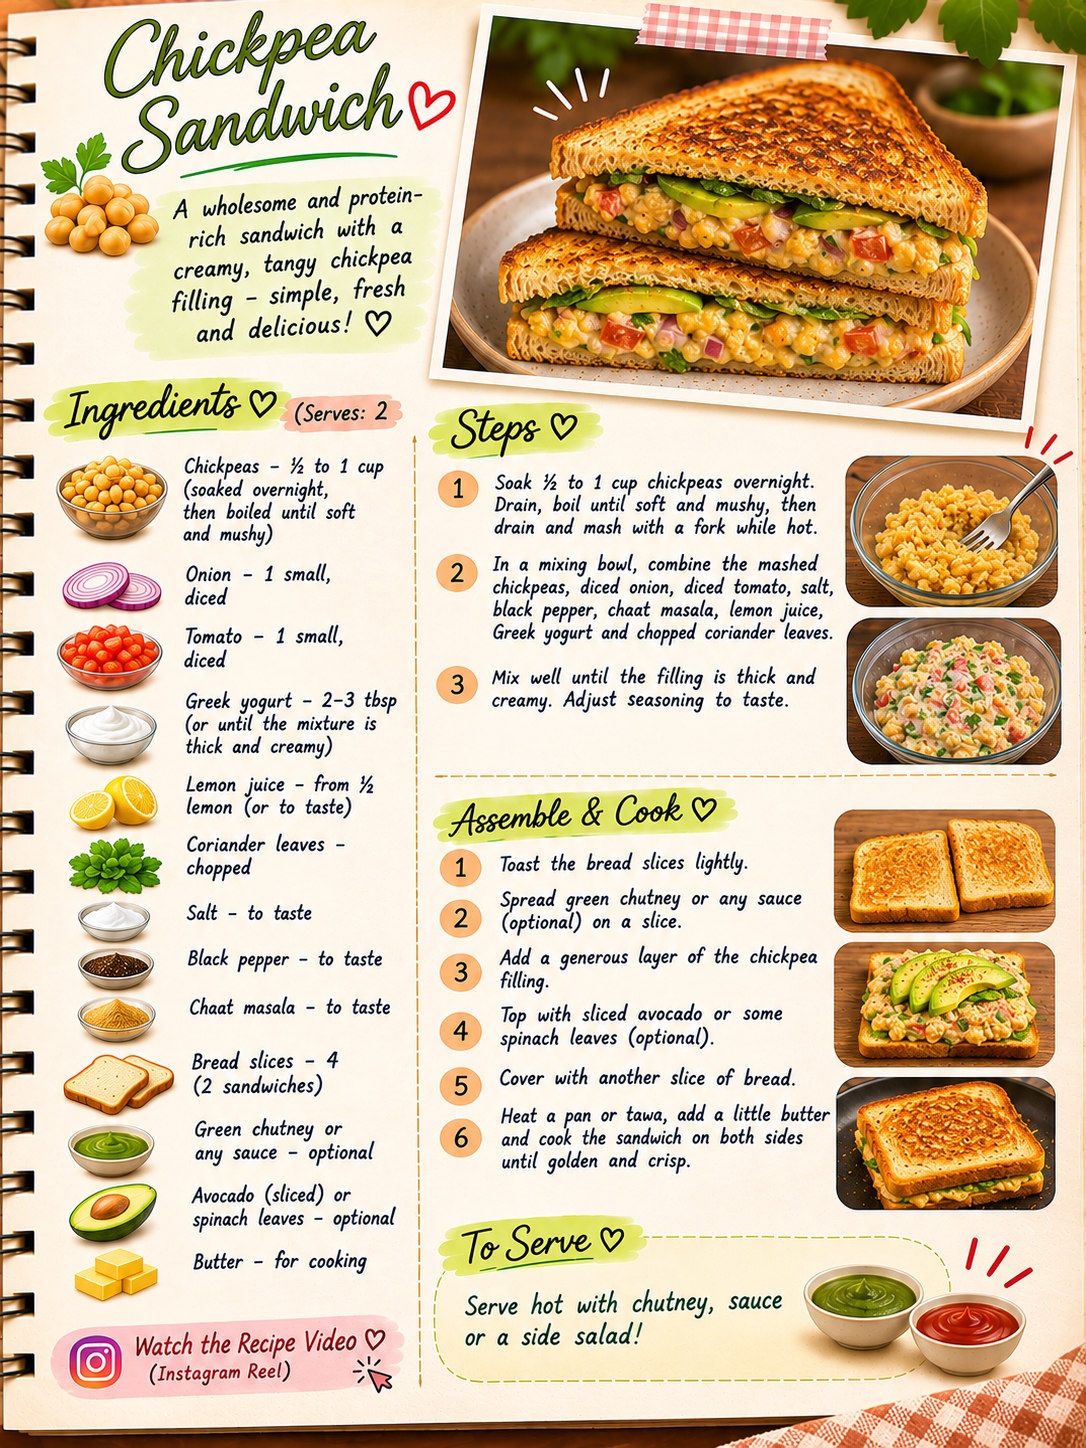 Chickpea
Sandwich
A wholesome and protein-
rich sandwich with a
creamy, tangy chickpea
filling – simple, fresh
and delicious!
Ingredients
(Serves: 2
Chickpeas – ½ to 1 cup
(soaked overnight,
then boiled until soft
and mushy)
Onion – 1 small,
diced
Tomato – 1 small,
diced
Greek yogurt – 2–3 tbsp
(or until the mixture is
thick and creamy)
Lemon juice – from ½
lemon (or to taste)
Coriander leaves –
chopped
Salt – to taste
Black pepper – to taste
Chaat masala – to taste
Bread slices – 4
(2 sandwiches)
Green chutney or
any sauce – optional
Avocado (sliced) or
spinach leaves – optional
Butter – for cooking
Watch the Recipe Video
(Instagram Reel)
Steps
1 Soak ½ to 1 cup chickpeas overnight.
Drain, boil until soft and mushy, then
drain and mash with a fork while hot.
2 In a mixing bowl, combine the mashed
chickpeas, diced onion, diced tomato, salt,
black pepper, chaat masala, lemon juice,
Greek yogurt and chopped coriander leaves.
3 Mix well until the filling is thick and
creamy. Adjust seasoning to taste.
Assemble & Cook
1 Toast the bread slices lightly.
2 Spread green chutney or any sauce
(optional) on a slice.
3 Add a generous layer of the chickpea
filling.
4 Top with sliced avocado or some
spinach leaves (optional).
5 Cover with another slice of bread.
6 Heat a pan or tawa, add a little butter
and cook the sandwich on both sides
until golden and crisp.
To Serve
Serve hot with chutney, sauce
or a side salad!